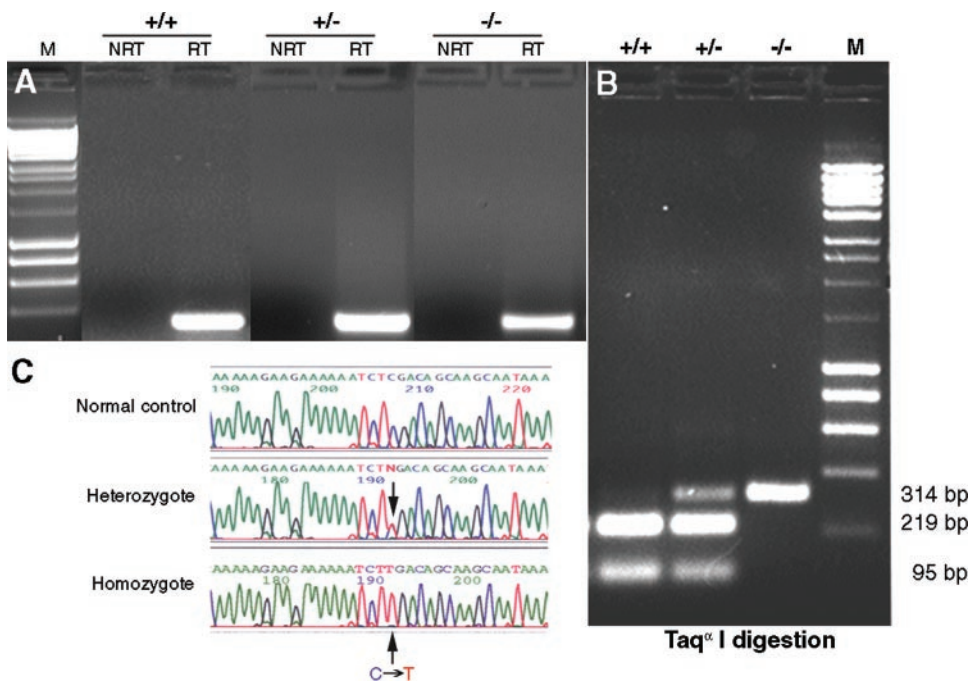 +/+ +/- -/-
M NRT RT NRT RT NRT RT
A
+/+ +/- -/- M
B
314 bp
219 bp
95 bp
Taqα I digestion
C
Normal control
AAAAAGAAGAAAAAATCTCGACAGCAAGCAATAAA
190 200 210 220
Heterozygote
AAAAAGAAGAAAAAATCTNGACAGCAAGCAATAAA
180 190 200
Homozygote
AAAAAGAAGAAAAAATCTTGACAGCAAGCAATAAA
180 190 200
C→T